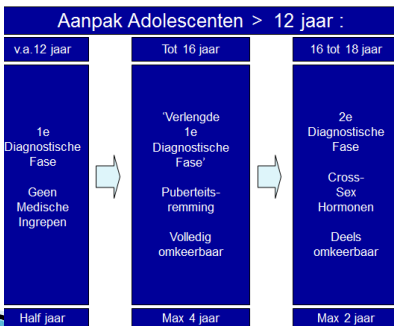 Aanpak Adolescenten > 12 jaar :
v.a.12 jaar
1e
Diagnostische
Fase
Geen
Medische
Ingrepen
Half jaar
Tot 16 jaar
'Verlengde
1e
Diagnostische
Fase'
Puberteits-
remming
Volledig
omkeerbaar
Max 4 jaar
16 tot 18 jaar
2e
Diagnostische
Fase
Cross-
Sex
Hormonen
Deels
omkeerbaar
Max 2 jaar